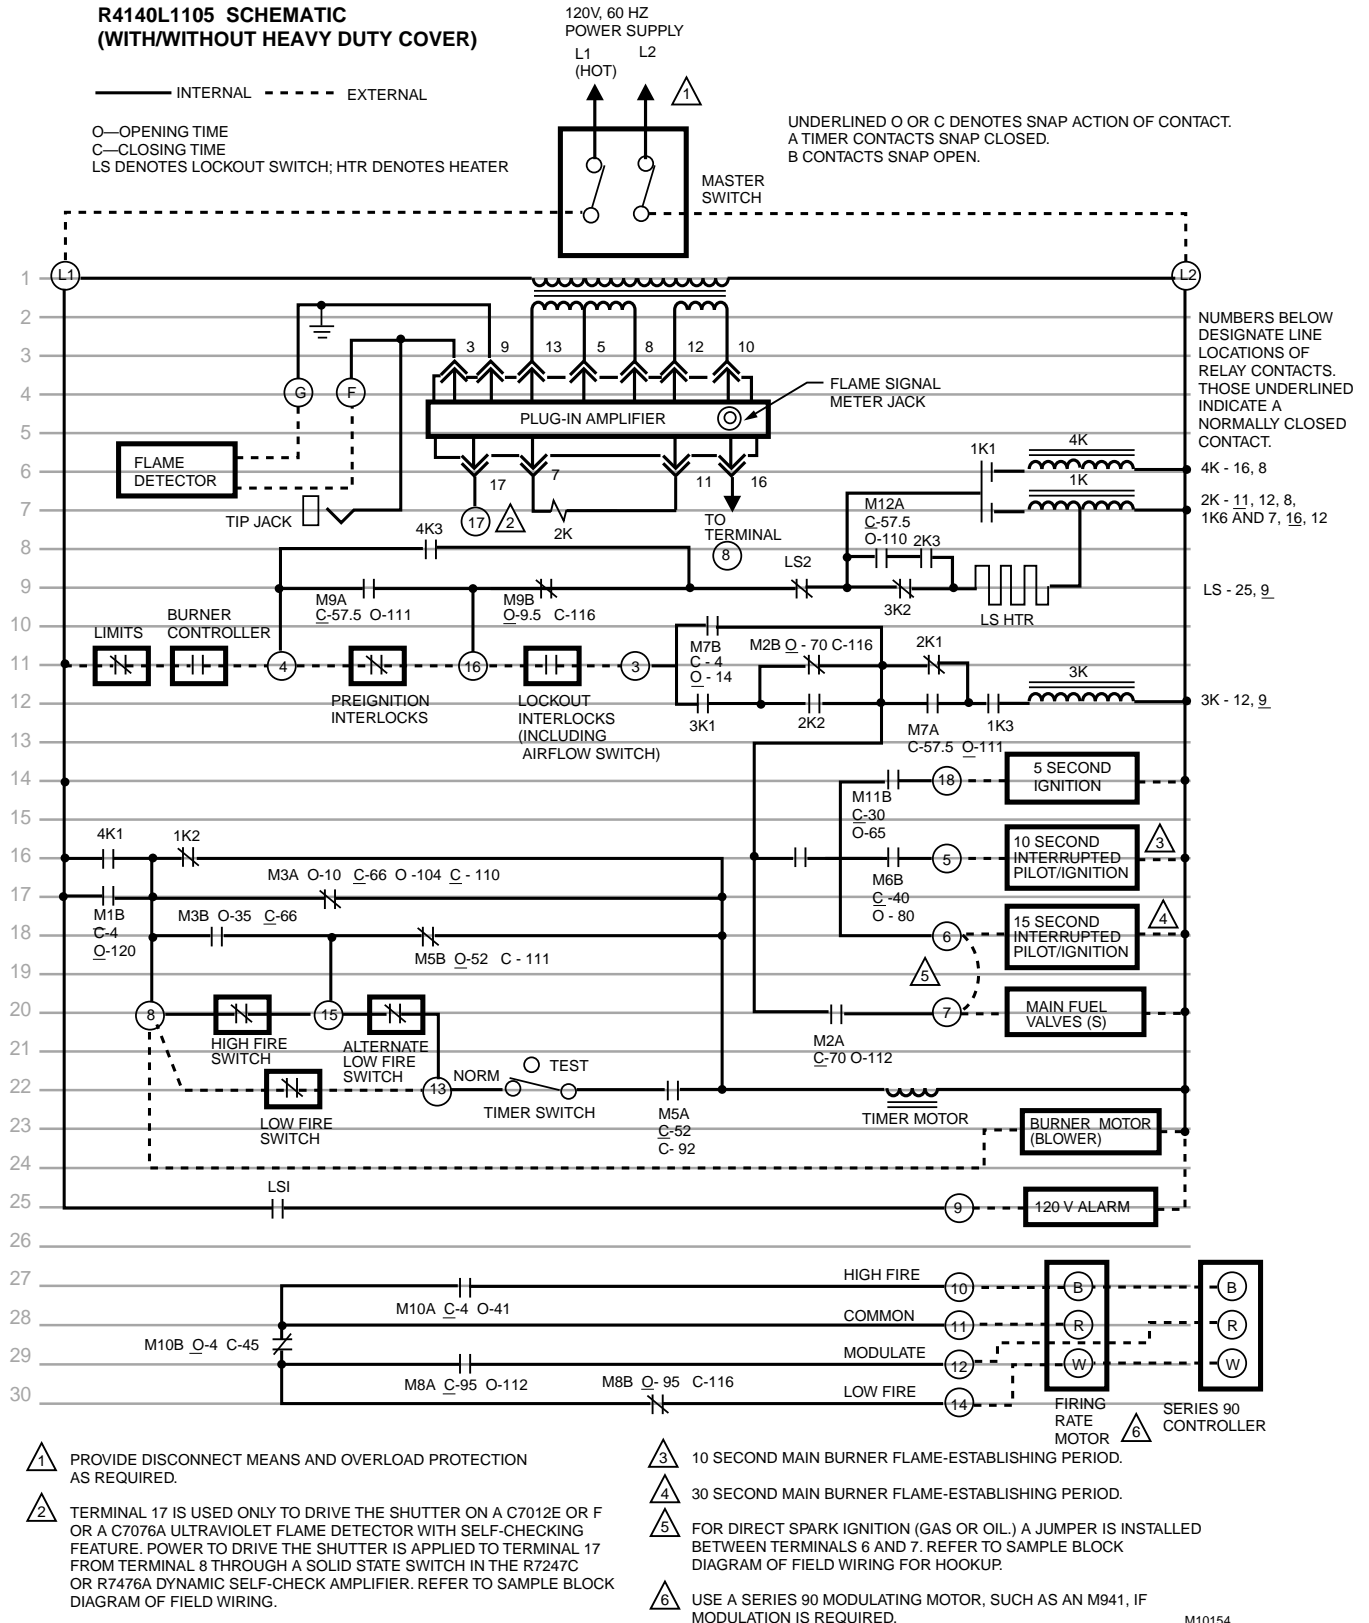 R4140L1105 SCHEMATIC
(WITH/WITHOUT HEAVY DUTY COVER)
120V, 60 HZ
POWER SUPPLY
L1
(HOT)
L2
1
INTERNAL
EXTERNAL
O—OPENING TIME
C—CLOSING TIME
LS DENOTES LOCKOUT SWITCH; HTR DENOTES HEATER
UNDERLINED O OR C DENOTES SNAP ACTION OF CONTACT.
A TIMER CONTACTS SNAP CLOSED.
B CONTACTS SNAP OPEN.
MASTER
SWITCH
1
L1
L2
2
NUMBERS BELOW
DESIGNATE LINE
LOCATIONS OF
RELAY CONTACTS.
THOSE UNDERLINED
INDICATE A
NORMALLY CLOSED
CONTACT.
3
3 9 13 5 8 12 10
4
G
F
FLAME SIGNAL
METER JACK
PLUG-IN AMPLIFIER
5
FLAME
DETECTOR
6
1K1
4K
4K - 16, 8
1K
7
17
7
11
16
TIP JACK
17
2
2K
TO
TERMINAL
8
M12A
C-57.5
O-110
2K3
2K - 11, 12, 8,
1K6 AND 7, 16, 12
8
4K3
LS2
9
M9A
C-57.5 O-111
M9B
O-9.5 C-116
3K2
LS HTR
LS - 25, 9
10
LIMITS
BURNER
CONTROLLER
M7B
C - 4
O - 14
M2B O - 70 C-116
2K1
11
4
16
3
3K
12
PREIGNITION
INTERLOCKS
LOCKOUT
INTERLOCKS
(INCLUDING
AIRFLOW SWITCH)
3K1
2K2
M7A
C-57.5 O-111
1K3
3K - 12, 9
13
14
18
5 SECOND
IGNITION
M11B
C-30
O-65
15
4K1
1K2
16
5
10 SECOND
INTERRUPTED
PILOT/IGNITION
3
M3A O-10 C-66 O -104 C - 110
M6B
C -40
O - 80
17
M1B
C-4
O-120
M3B O-35 C-66
18
M5B O-52 C - 111
6
15 SECOND
INTERRUPTED
PILOT/IGNITION
4
19
5
20
8
15
7
MAIN FUEL
VALVES (S)
HIGH FIRE
SWITCH
ALTERNATE
LOW FIRE
SWITCH
M2A
C-70 O-112
21
TEST
NORM
22
13
TIMER SWITCH
M5A
C-52
C- 92
TIMER MOTOR
23
LOW FIRE
SWITCH
BURNER MOTOR
(BLOWER)
24
LSI
25
9
120 V ALARM
26
27
HIGH FIRE
10
B
B
M10A C-4 O-41
28
COMMON
11
R
R
M10B O-4 C-45
29
MODULATE
12
W
W
M8A C-95 O-112
M8B O- 95 C-116
30
LOW FIRE
14
FIRING
RATE
MOTOR
6
SERIES 90
CONTROLLER
1 PROVIDE DISCONNECT MEANS AND OVERLOAD PROTECTION
AS REQUIRED.
2 TERMINAL 17 IS USED ONLY TO DRIVE THE SHUTTER ON A C7012E OR F
OR A C7076A ULTRAVIOLET FLAME DETECTOR WITH SELF-CHECKING
FEATURE. POWER TO DRIVE THE SHUTTER IS APPLIED TO TERMINAL 17
FROM TERMINAL 8 THROUGH A SOLID STATE SWITCH IN THE R7247C
OR R7476A DYNAMIC SELF-CHECK AMPLIFIER. REFER TO SAMPLE BLOCK
DIAGRAM OF FIELD WIRING.
3 10 SECOND MAIN BURNER FLAME-ESTABLISHING PERIOD.
4 30 SECOND MAIN BURNER FLAME-ESTABLISHING PERIOD.
5 FOR DIRECT SPARK IGNITION (GAS OR OIL.) A JUMPER IS INSTALLED
BETWEEN TERMINALS 6 AND 7. REFER TO SAMPLE BLOCK
DIAGRAM OF FIELD WIRING FOR HOOKUP.
6 USE A SERIES 90 MODULATING MOTOR, SUCH AS AN M941, IF
MODULATION IS REQUIRED.
M10154